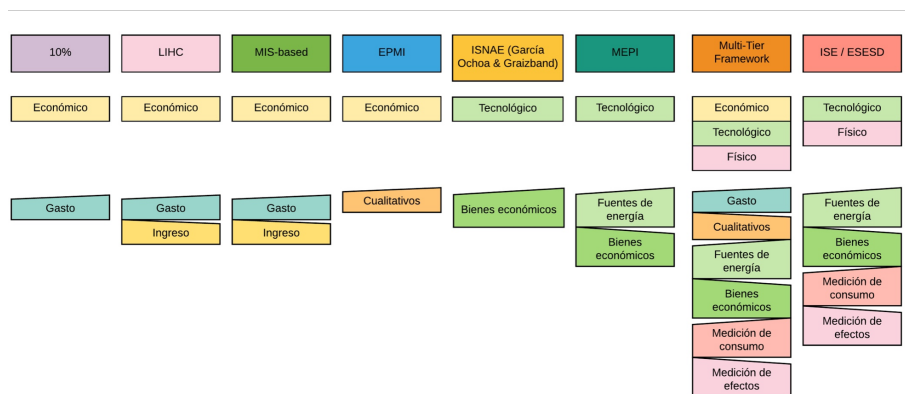 10%
LIHC
MIS-based
EPMI
ISNAE (García
Ochoa & Graizband)
MEPI
Multi-Tier
Framework
ISE / ESESD
Económico
Económico
Económico
Económico
Tecnológico
Tecnológico
Económico
Tecnológico
Físico
Tecnológico
Físico
Gasto
Gasto
Ingreso
Gasto
Ingreso
Cualitativos
Bienes económicos
Fuentes de
energía
Bienes
económicos
Gasto
Cualitativos
Fuentes de
energía
Bienes
económicos
Medición de
consumo
Medición de
efectos
Fuentes de
energía
Bienes
económicos
Medición de
consumo
Medición de
efectos